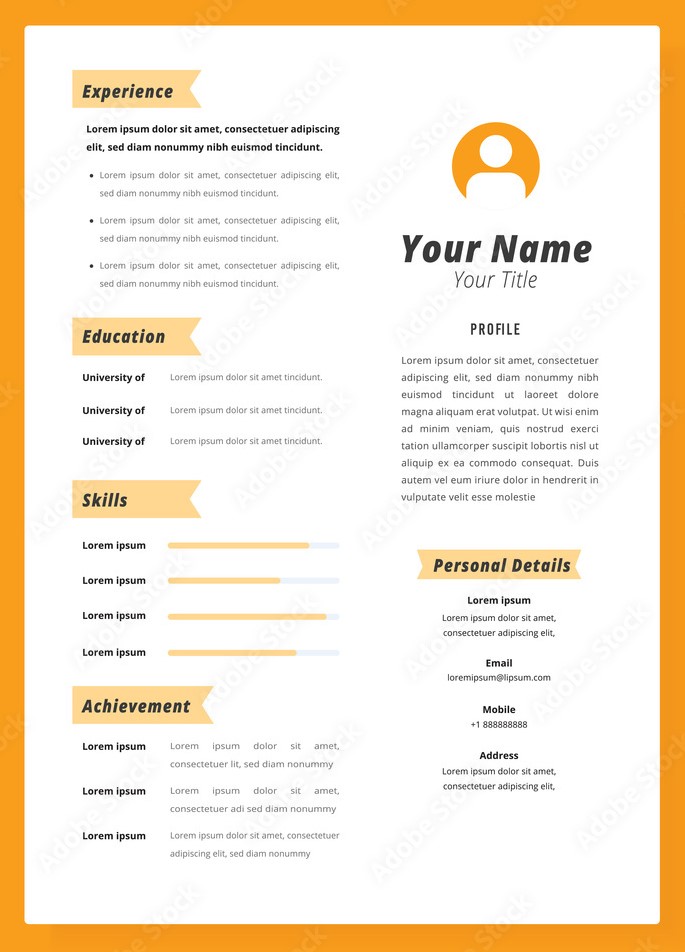 Experience
Lorem ipsum dolor sit amet, consectetuer adipiscing
elit, sed diam nonummy nibh euismod tincidunt.
• Lorem ipsum dolor sit amet, consectetuer adipiscing elit,
sed diam nonummy nibh euismod tincidunt.
• Lorem ipsum dolor sit amet, consectetuer adipiscing elit,
sed diam nonummy nibh euismod tincidunt.
• Lorem ipsum dolor sit amet, consectetuer adipiscing elit,
sed diam nonummy nibh euismod tincidunt.
Education
University of Lorem ipsum dolor sit amet tincidunt.
University of Lorem ipsum dolor sit amet tincidunt.
University of Lorem ipsum dolor sit amet tincidunt.
Skills
Lorem ipsum
Lorem ipsum
Lorem ipsum
Lorem ipsum
Achievement
Lorem ipsum Lorem ipsum dolor sit amet,
consectetuer lit, sed diam nonummy
Lorem ipsum Lorem ipsum dolor sit amet,
consectetuer adi sed diam nonummy
Lorem ipsum Lorem ipsum dolor sit amet, consectetuer
adipiscing elit, sed diam nonummy
Your Name
Your Title
PROFILE
Lorem ipsum dolor sit amet, consectetuer
adipiscing elit, sed diam nonummy nibh
euismod tincidunt ut laoreet dolore
magna aliquam erat volutpat. Ut wisi enim
ad minim veniam, quis nostrud exerci
tation ullamcorper suscipit lobortis nisl ut
aliquip ex ea commodo consequat. Duis
autem vel eum iriure dolor in hendrerit in
vulputate velit esse molestie
Personal Details
Lorem ipsum
Lorem ipsum dolor sit amet,
consectetuer adipiscing elit,
Email
loremipsum@lipsum.com
Mobile
+1 888888888
Address
Lorem ipsum dolor sit amet,
consectetuer adipiscing elit,
Adobe Stock